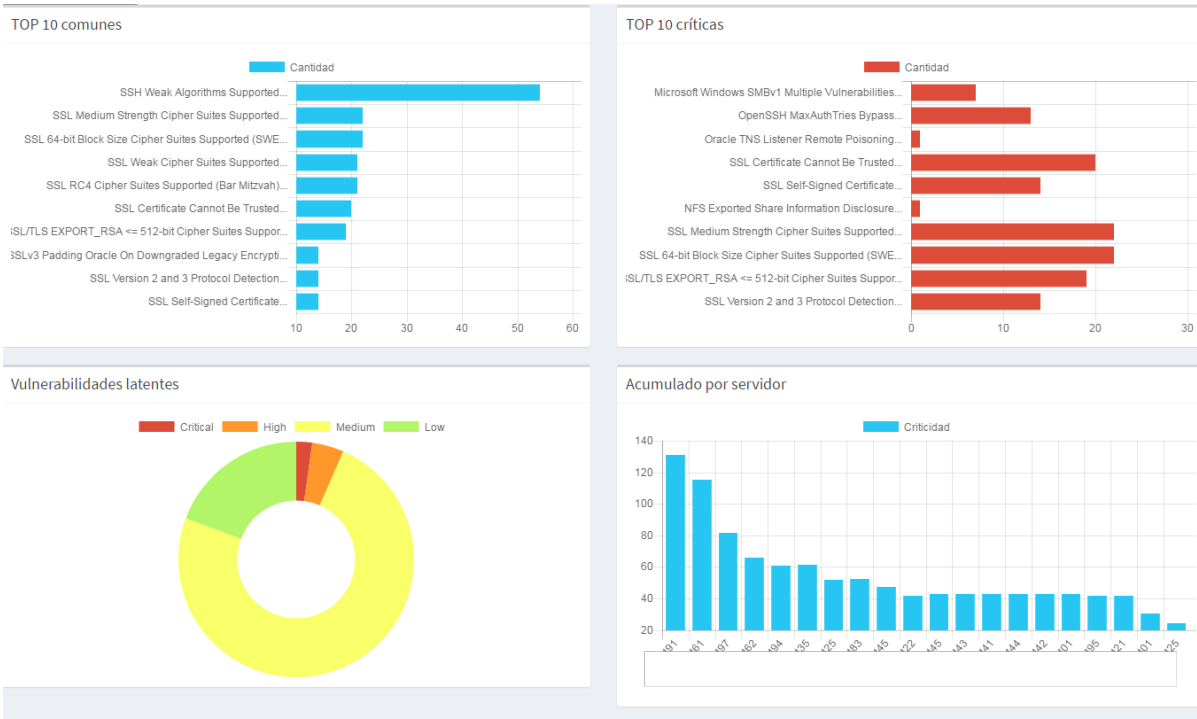 TOP 10 comunes
Cantidad
SSH Weak Algorithms Supported...
SSL Medium Strength Cipher Suites Supported...
SSL 64-bit Block Size Cipher Suites Supported (SWE...
SSL Weak Cipher Suites Supported...
SSL RC4 Cipher Suites Supported (Bar Mitzvah)...
SSL Certificate Cannot Be Trusted...
SSL/TLS EXPORT_RSA <= 512-bit Cipher Suites Suppor...
SSLv3 Padding Oracle On Downgraded Legacy Encrypti...
SSL Version 2 and 3 Protocol Detection...
SSL Self-Signed Certificate...
10 20 30 40 50 60
TOP 10 críticas
Cantidad
Microsoft Windows SMBv1 Multiple Vulnerabilities...
OpenSSH MaxAuthTries Bypass...
Oracle TNS Listener Remote Poisoning...
SSL Certificate Cannot Be Trusted...
SSL Self-Signed Certificate...
NFS Exported Share Information Disclosure...
SSL Medium Strength Cipher Suites Supported...
SSL 64-bit Block Size Cipher Suites Supported (SWE...
SSL/TLS EXPORT_RSA <= 512-bit Cipher Suites Suppor...
SSL Version 2 and 3 Protocol Detection...
0 10 20 30
Vulnerabilidades latentes
Critical High Medium Low
Acumulado por servidor
Criticidad
140
120
100
80
60
40
20